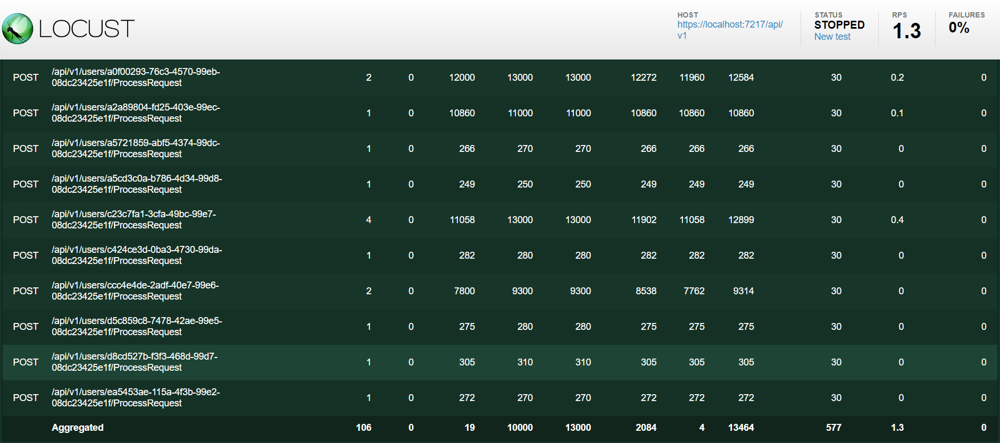 LOCUST
HOST
https://localhost:7217/api/
v1
STATUS
STOPPED
New test
RPS
1.3
FAILURES
0%
POST /api/v1/users/a0f00293-76c3-4570-99eb- 2 0 12000 13000 13000 12272 11960 12584 30 0.2 0
08dc23425e1f/ProcessRequest
POST /api/v1/users/a2a89804-fd25-403e-99ec- 1 0 10860 11000 11000 10860 10860 10860 30 0.1 0
08dc23425e1f/ProcessRequest
POST /api/v1/users/a5721859-abf5-4374-99dc- 1 0 266 270 270 266 266 266 30 0 0
08dc23425e1f/ProcessRequest
POST /api/v1/users/a5cd3c0a-b786-4d34-99d8- 1 0 249 250 250 249 249 249 30 0 0
08dc23425e1f/ProcessRequest
POST /api/v1/users/c23c7fa1-3cfa-49bc-99e7- 4 0 11058 13000 13000 11902 11058 12899 30 0.4 0
08dc23425e1f/ProcessRequest
POST /api/v1/users/c424ce3d-0ba3-4730-99da- 1 0 282 280 280 282 282 282 30 0 0
08dc23425e1f/ProcessRequest
POST /api/v1/users/ccc4e4de-2adf-40e7-99e6- 2 0 7800 9300 9300 8538 7762 9314 30 0 0
08dc23425e1f/ProcessRequest
POST /api/v1/users/d5c859c8-7478-42ae-99e5- 1 0 275 280 280 275 275 275 30 0 0
08dc23425e1f/ProcessRequest
POST /api/v1/users/d8cd527b-f3f3-468d-99d7- 1 0 305 310 310 305 305 305 30 0 0
08dc23425e1f/ProcessRequest
POST /api/v1/users/ea5453ae-115a-4f3b-99e2- 1 0 272 270 270 272 272 272 30 0 0
08dc23425e1f/ProcessRequest
Aggregated 106 0 19 10000 13000 2084 4 13464 577 1.3 0